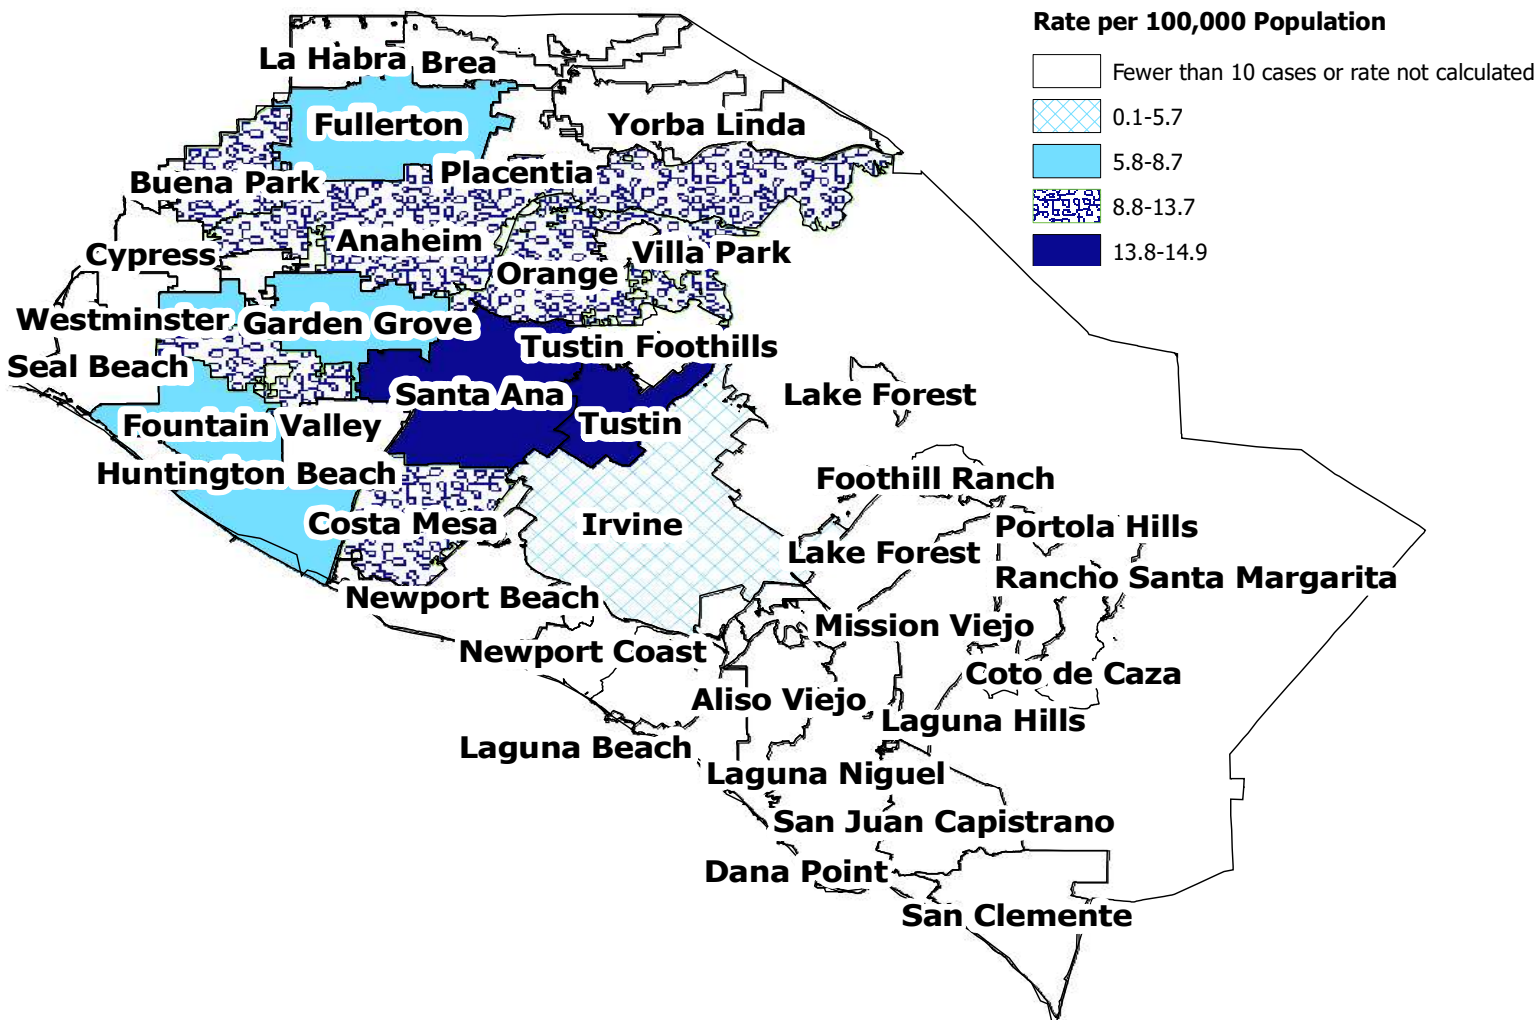 Rate per 100,000 Population
Fewer than 10 cases or rate not calculated
0.1-5.7
5.8-8.7
8.8-13.7
13.8-14.9
La Habra
Brea
Fullerton
Yorba Linda
Placentia
Buena Park
Anaheim
Villa Park
Cypress
Orange
Westminster
Garden Grove
Tustin Foothills
Seal Beach
Santa Ana
Lake Forest
Fountain Valley
Tustin
Huntington Beach
Foothill Ranch
Costa Mesa
Irvine
Portola Hills
Lake Forest
Rancho Santa Margarita
Newport Beach
Mission Viejo
Newport Coast
Coto de Caza
Aliso Viejo
Laguna Hills
Laguna Beach
Laguna Niguel
San Juan Capistrano
Dana Point
San Clemente